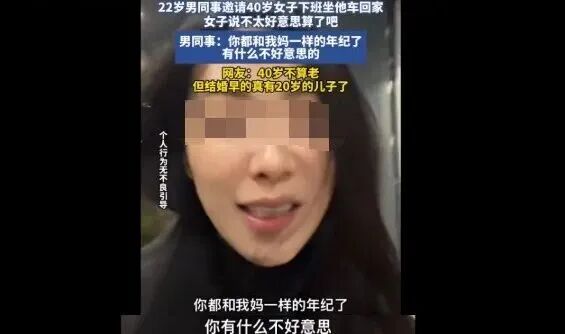 22岁男同事邀请40岁女子下班坐他车回家
女子说不太好意思算了吧
男同事：你都和我妈一样的年纪了
有什么不好意思的
网友：40岁不算老
但结婚早的真有20岁的儿子了
个人行为无不良引导
你都和我妈一样的年纪了
你有什么不好意思